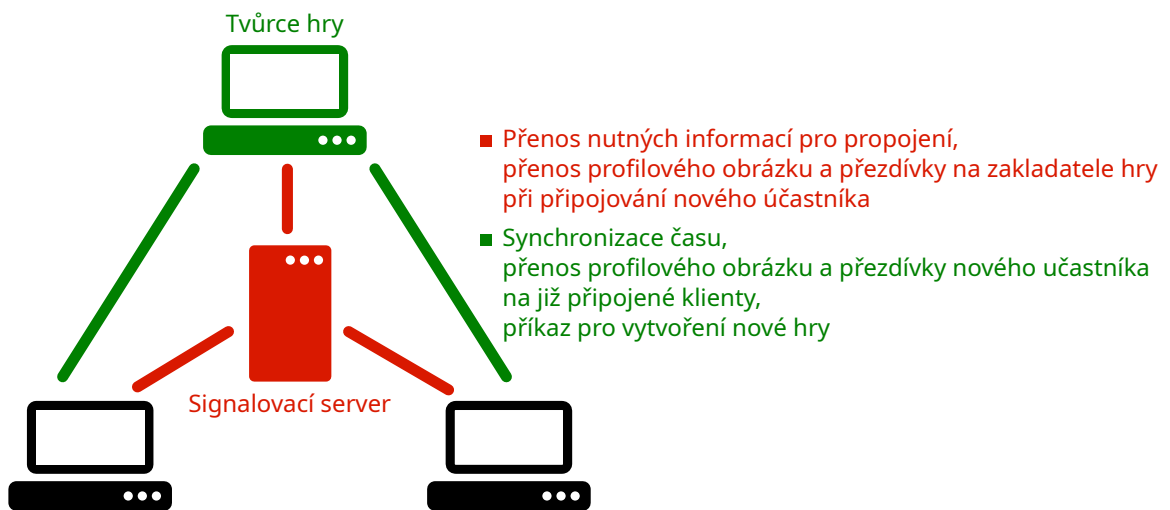 Tvůrce hry
Přenos nutných informací pro propojení,
přenos profilového obrázku a přezdívky na zakladatele hry
při připojování nového účastníka
Synchronizace času,
přenos profilového obrázku a přezdívky nového učastníka
na již připojené klienty,
příkaz pro vytvoření nové hry
Signalovací server